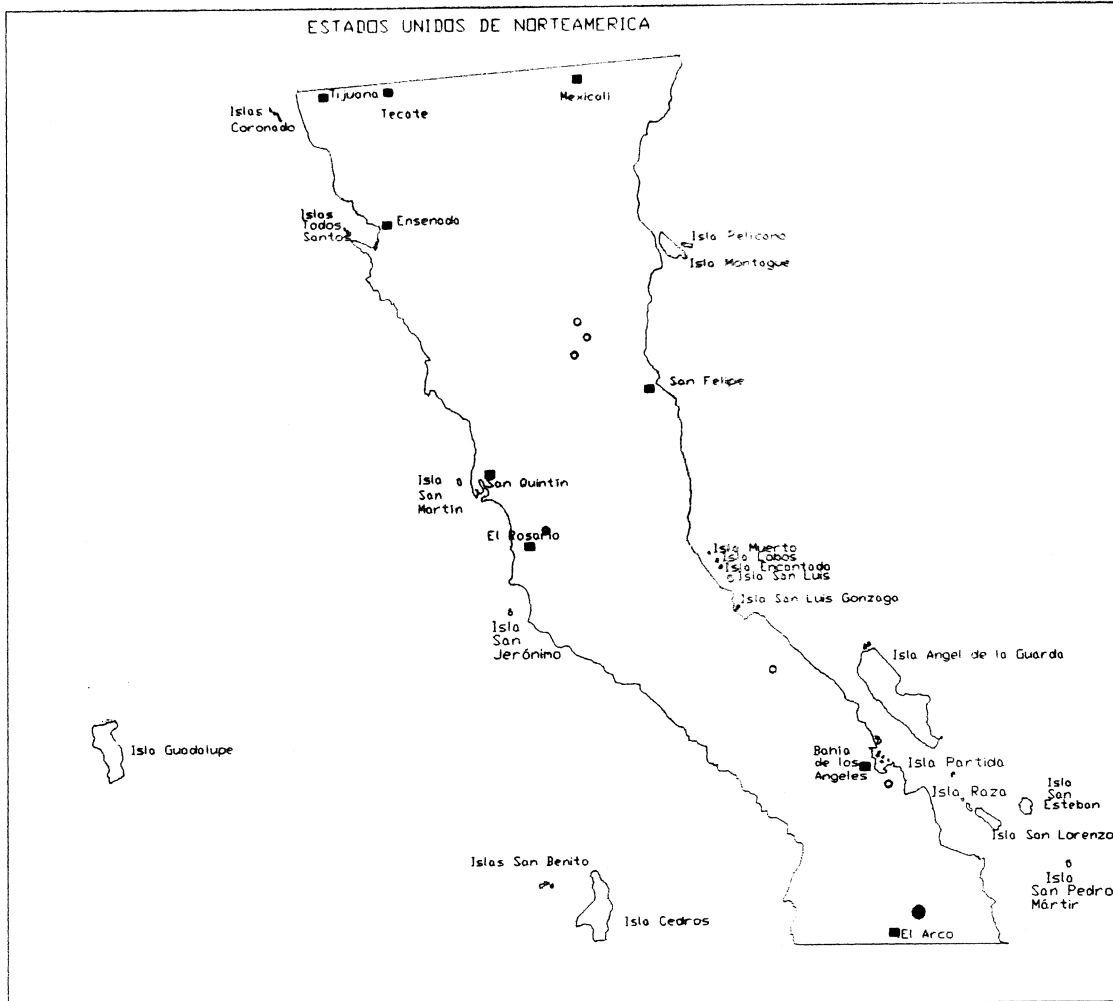 ESTADOS UNIDOS DE NORTEAMERICA
Tijuana
Tecate
Mexicali
Islas
Coronado
Islas
Todos
Santos
Ensenada
Isla Pelicano
Isla Montague
San Felipe
Isla
San
Martín
San Quintín
El Rosario
Isla Muerto
Isla Lobos
Isla Encantada
Isla San Luis
Isla San Luis Gonzaga
Isla
San
Jerónimo
Isla Angel de la Guarda
Isla Guadalupe
Bahía
de los
Angeles
Isla Partida
Isla Raza
Isla
San
Esteban
Isla San Lorenzo
Islas San Benito
Isla
San Pedro
Mártir
Isla Cedros
El Arco